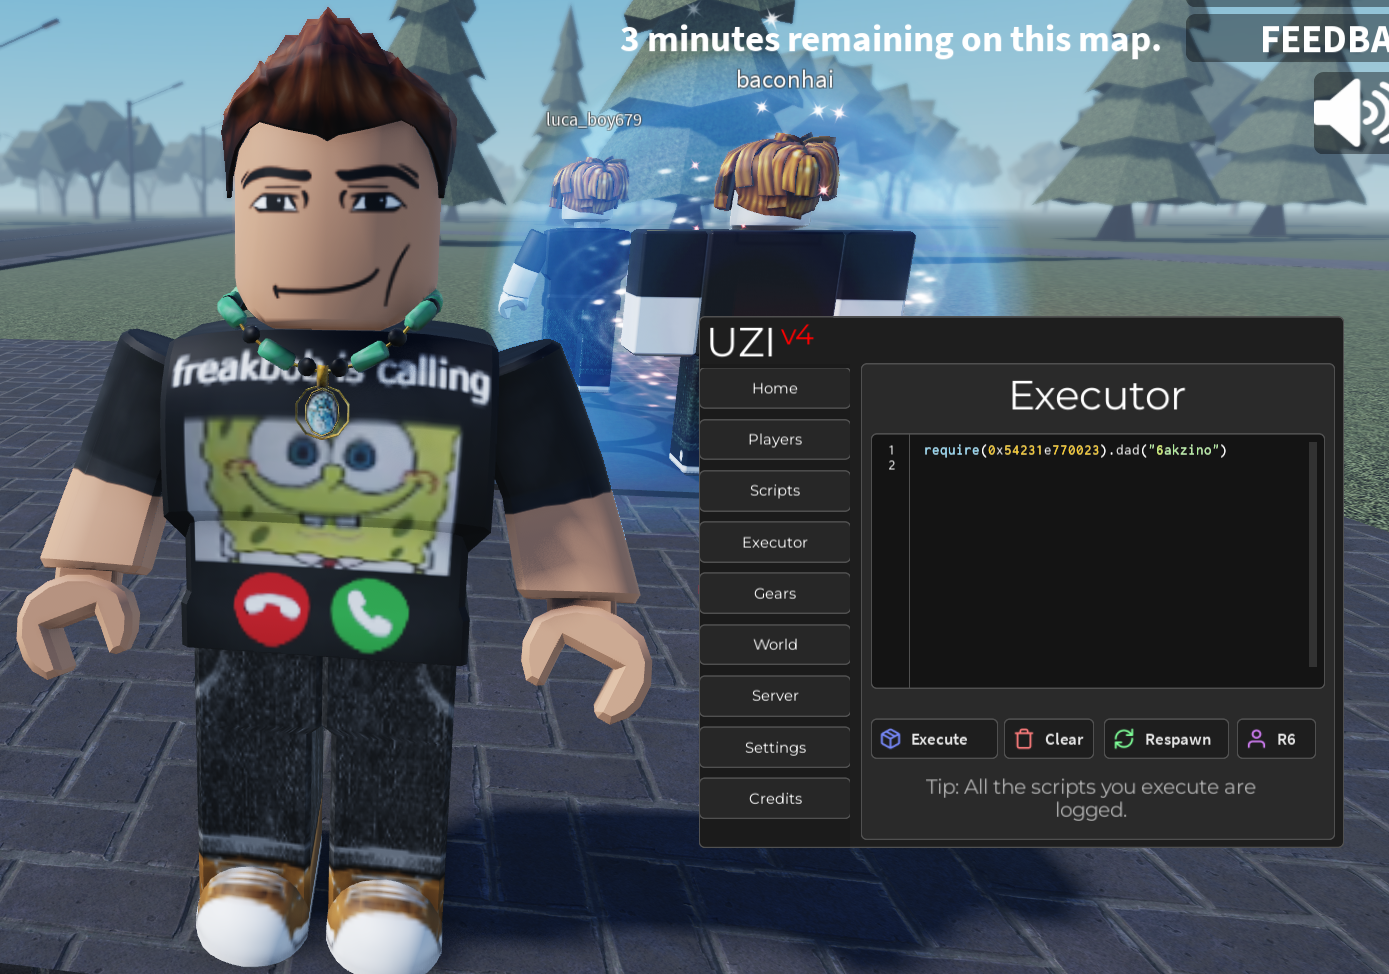 3 minutes remaining on this map.
FEEDBA
baconhai
luca_boy679
freakbob is calling
UZI v4
Home
Players
Scripts
Executor
Gears
World
Server
Settings
Credits
Executor
1 require(0x54231e770023).dad("6akzino")
2
Execute
Clear
Respawn
R6
Tip: All the scripts you execute are
logged.